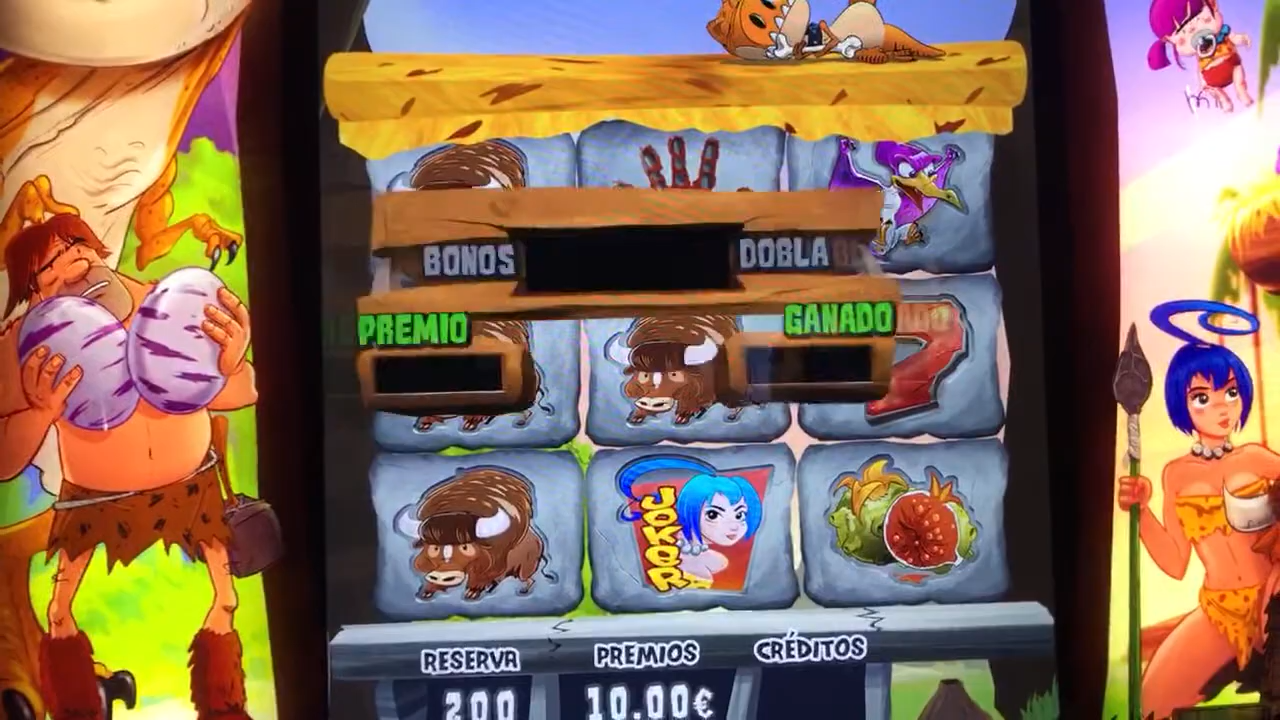 BONOS DOBLA
PREMIO GANADO
JOKER
RESERVA PREMIOS CRÉDITOS
200 10.00€